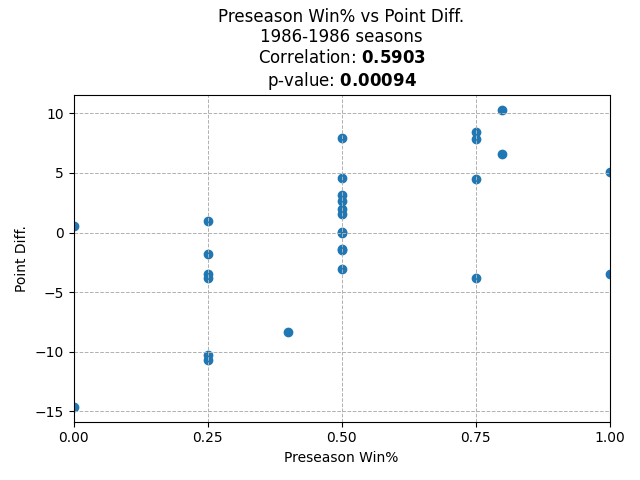 Preseason Win% vs Point Diff.
1986-1986 seasons
Correlation: 0.5903
p-value: 0.00094
10
5
0
−5
−10
−15
Point Diff.
0.00 0.25 0.50 0.75 1.00
Preseason Win%